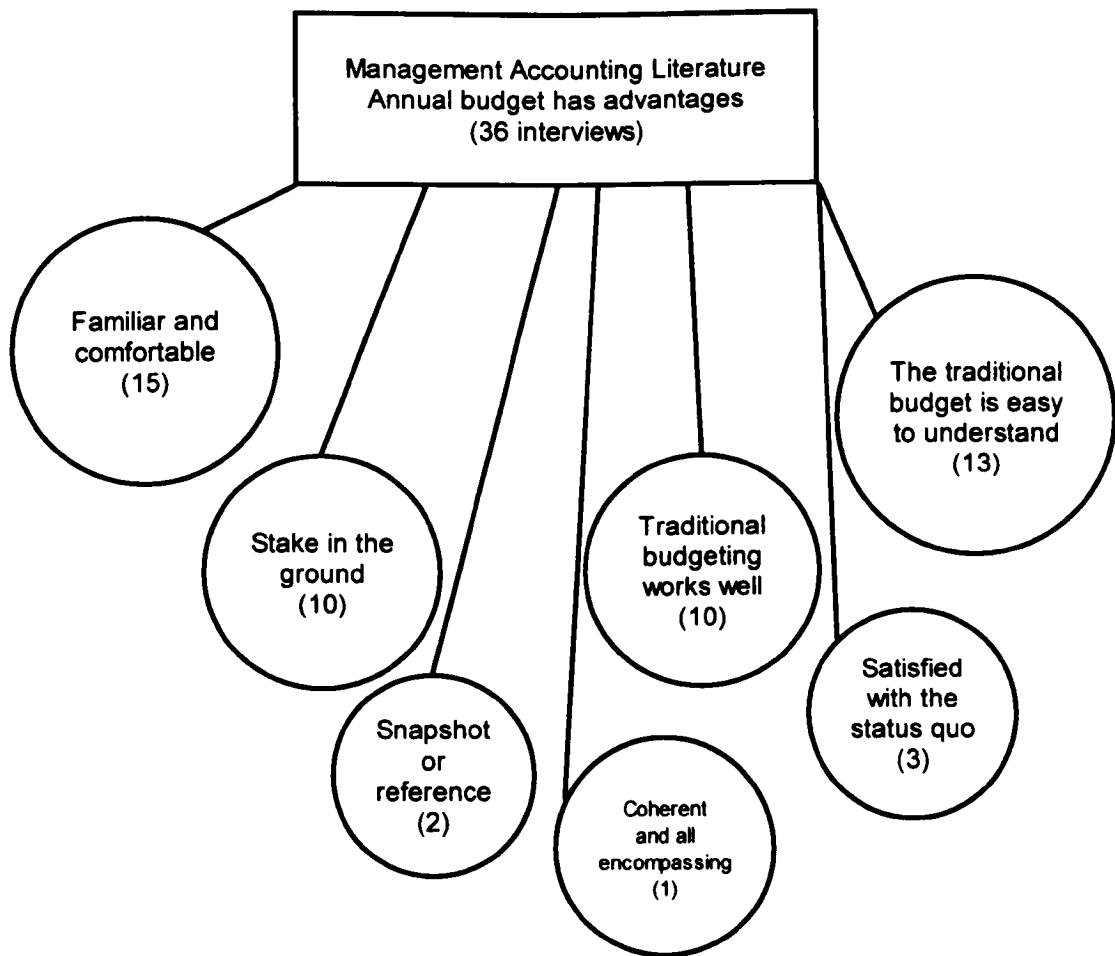 Management Accounting Literature
Annual budget has advantages
(36 interviews)
Familiar and
comfortable
(15)
Stake in the
ground
(10)
Snapshot
or
reference
(2)
Coherent
and all
encompassing
(1)
Traditional
budgeting
works well
(10)
Satisfied
with the
status quo
(3)
The traditional
budget is easy
to understand
(13)